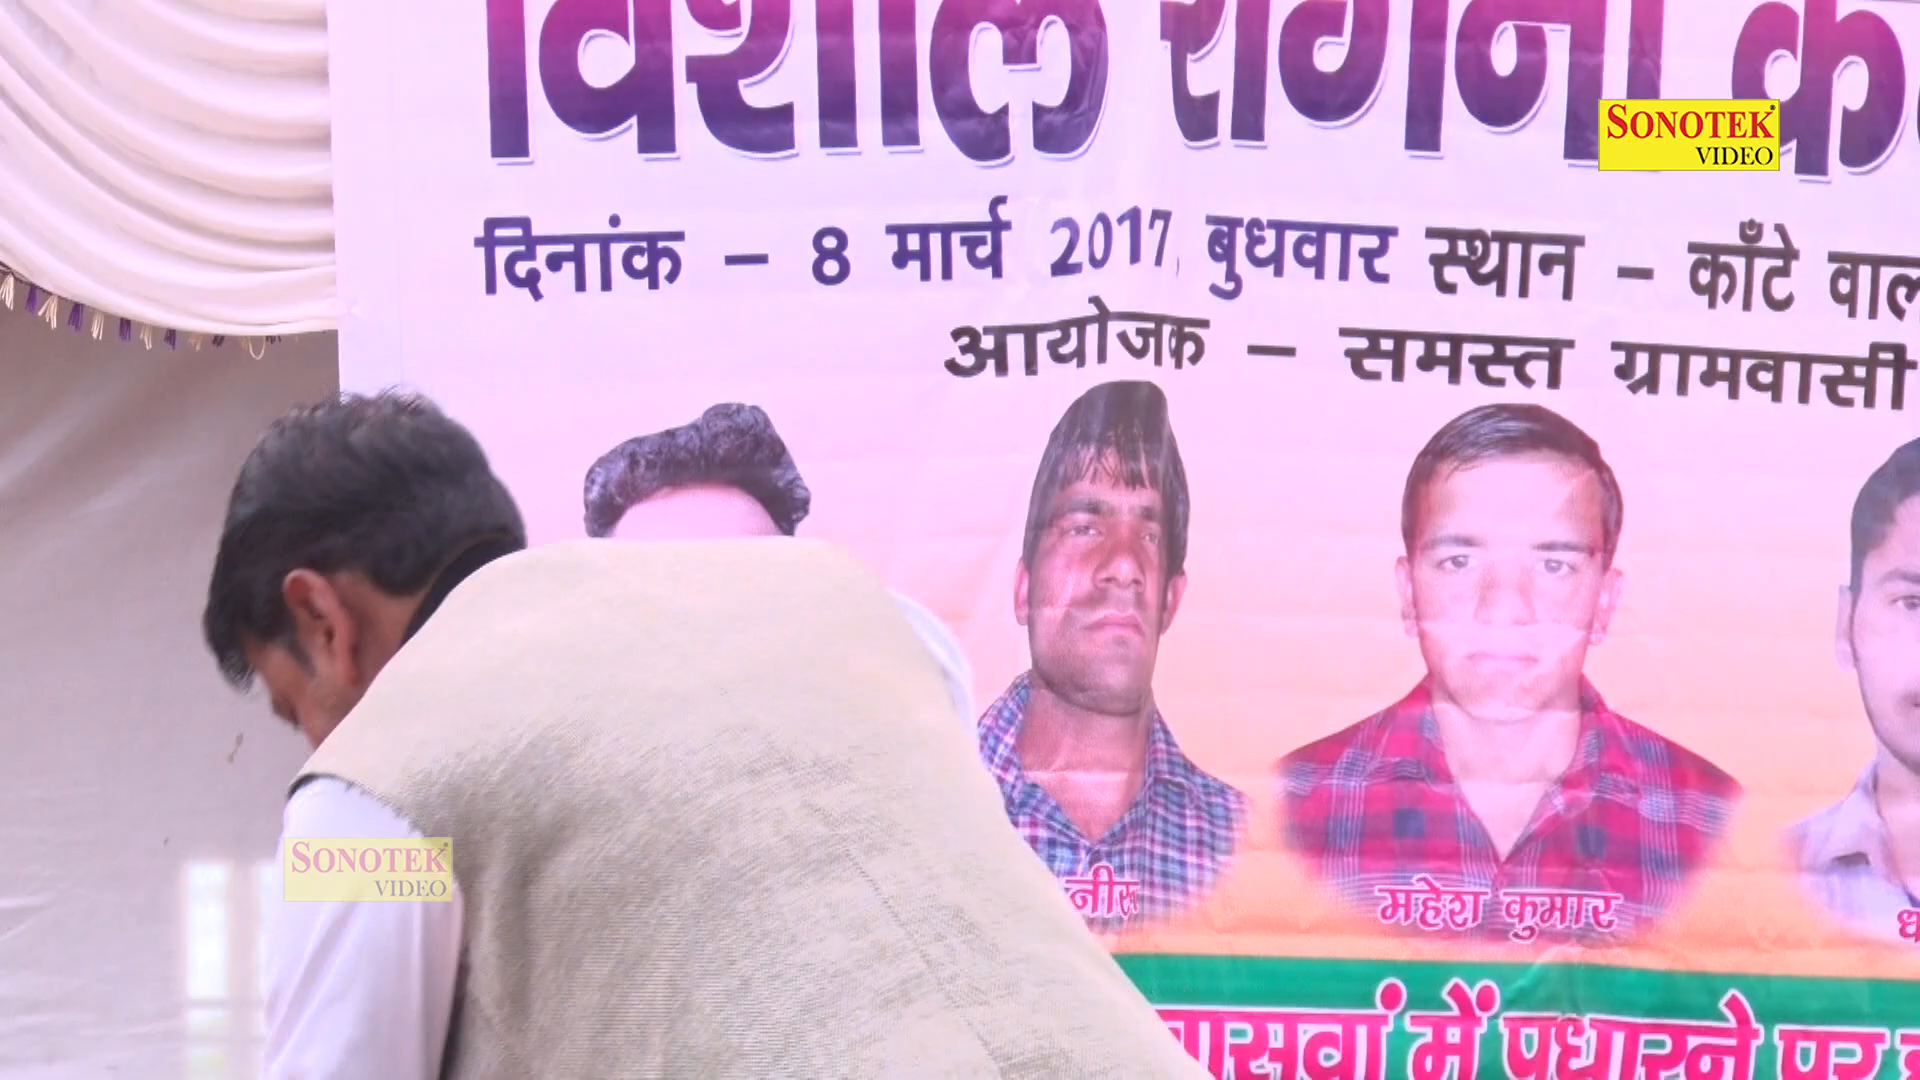 विशाल रागनी
SONOTEK
VIDEO
दिनांक – 8 मार्च 2017, बुधवार स्थान – काँटे
आयोजक – समस्त ग्रामवासी
SONOTEK
VIDEO
महेश कुमार
में पधारने पर